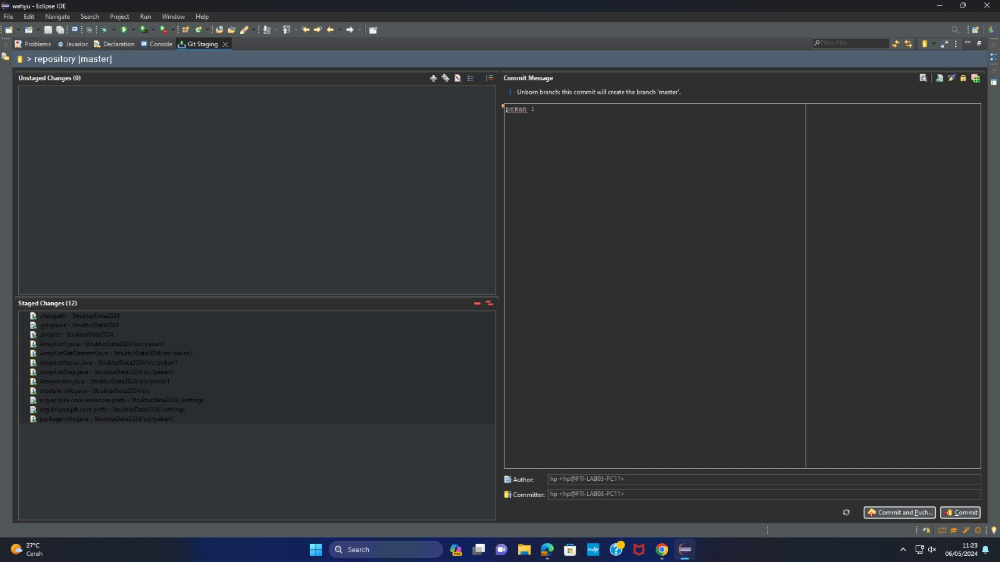 wahyu - Eclipse IDE
File Edit Navigate Search Project Run Window Help
Problems Javadoc Declaration Console Git Staging
Filter files
> repository [master]
Unstaged Changes (0)
Commit Message
Unborn branch: this commit will create the branch 'master'.
pekan 1
Staged Changes (12)
.classpath - StrukturData2024
.gitignore - StrukturData2024
.project - StrukturData2024
ArrayList1.java - StrukturData2024/src/pekan1
ArrayListGetElement.java - StrukturData2024/src/pekan1
ArrayListIterasi.java - StrukturData2024/src/pekan1
ArrayListSisip.java - StrukturData2024/src/pekan1
Arrayreview.java - StrukturData2024/src/pekan1
module-info.java - StrukturData2024/src
org.eclipse.core.resources.prefs - StrukturData2024/.settings
org.eclipse.jdt.core.prefs - StrukturData2024/.settings
package-info.java - StrukturData2024/src/pekan1
Author: hp <hp@FTI-LAB03-PC11>
Committer: hp <hp@FTI-LAB03-PC11>
Commit and Push... Commit
27°C
Cerah
Search
PRE
myhp
11:23
06/05/2024